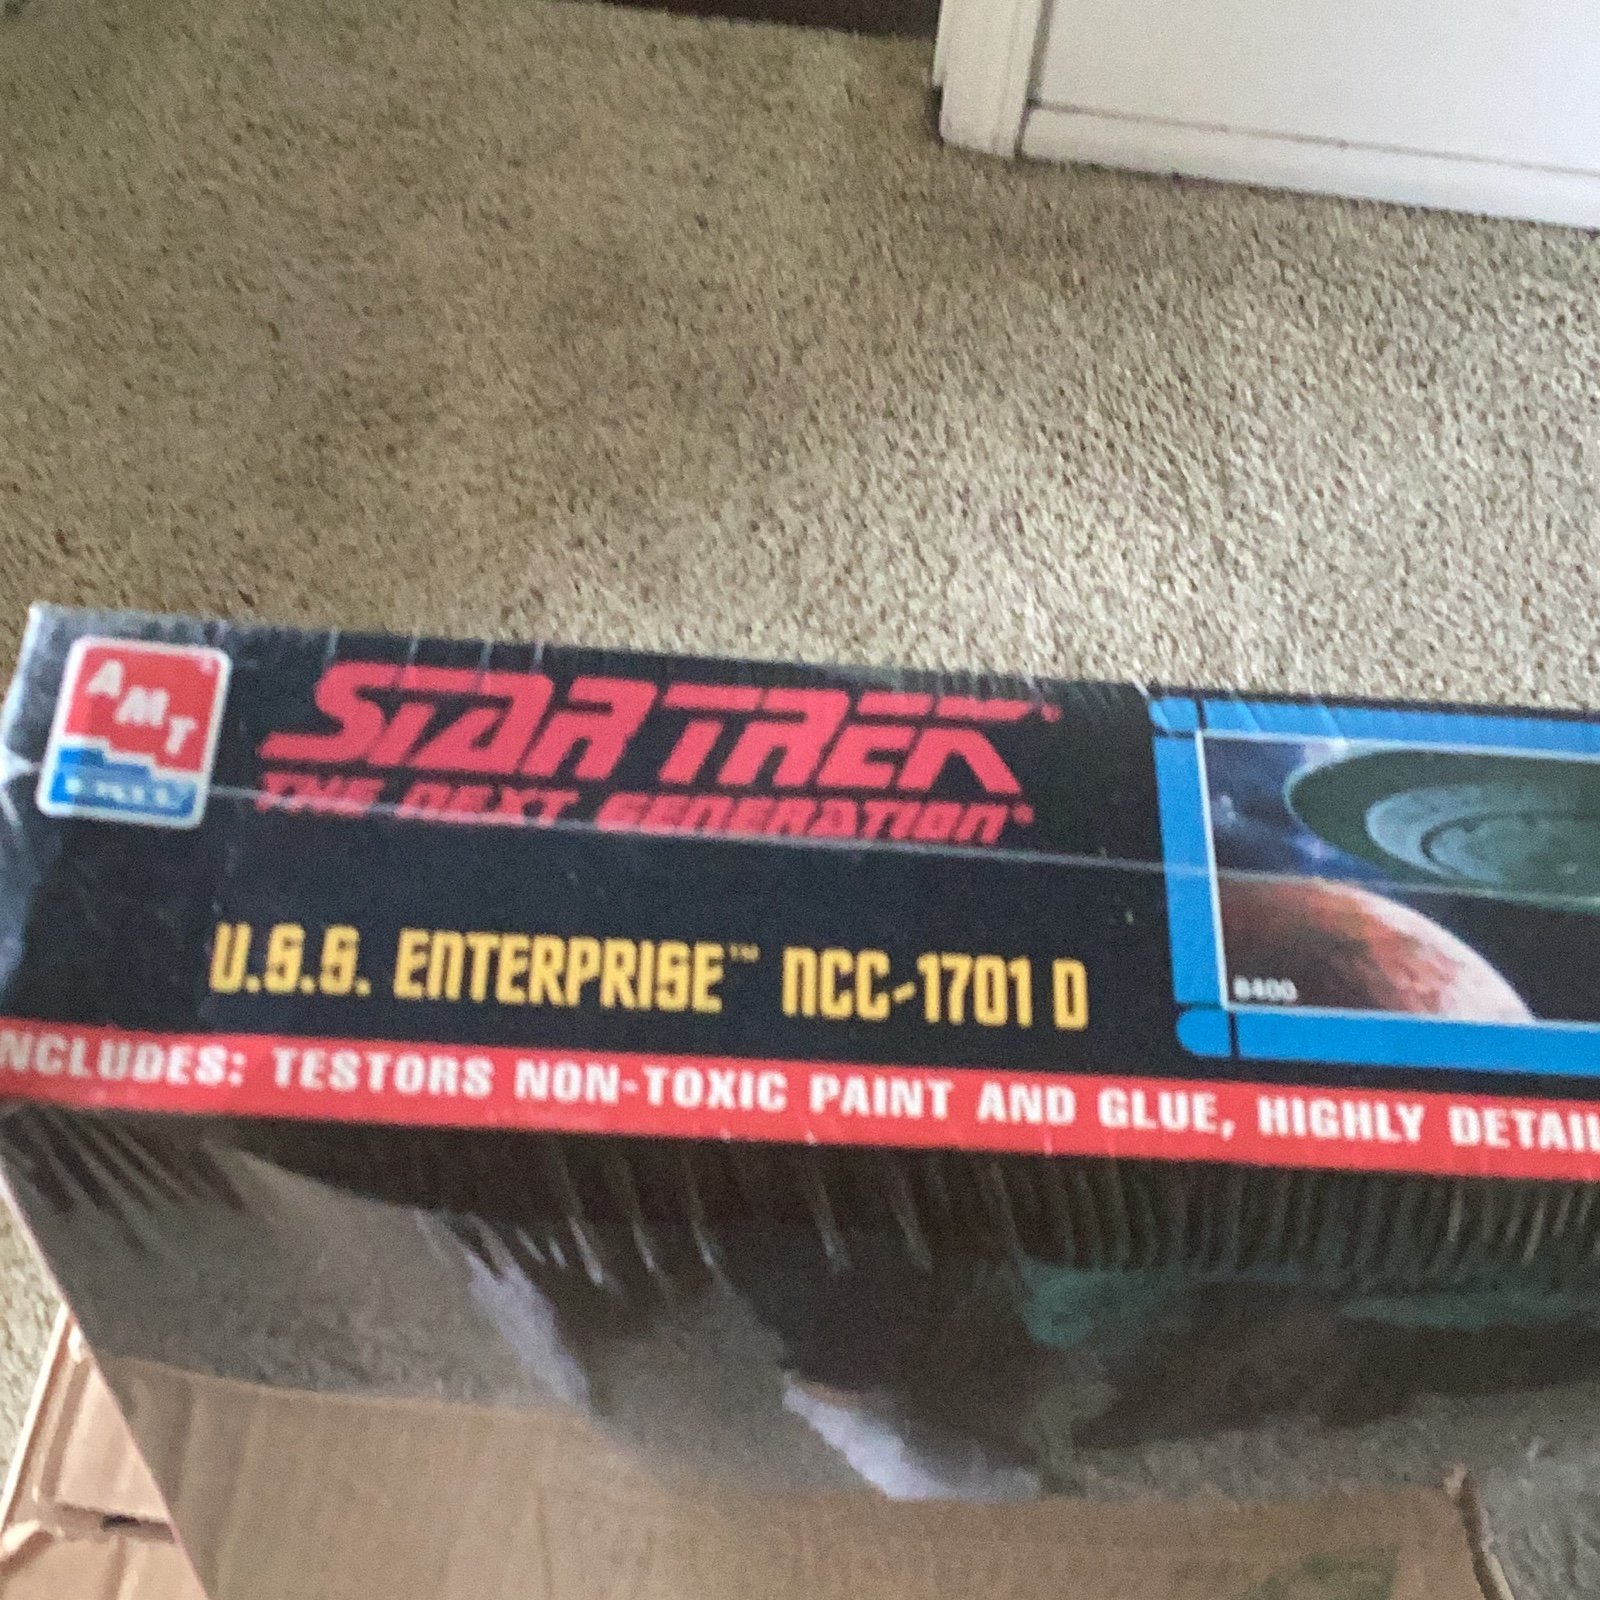 AMT
ERTL
STAR TREK®
THE NEXT GENERATION®
U.S.S. ENTERPRISE™ NCC-1701 D
8400
NCLUDES: TESTORS NON-TOXIC PAINT AND GLUE, HIGHLY DETAIL